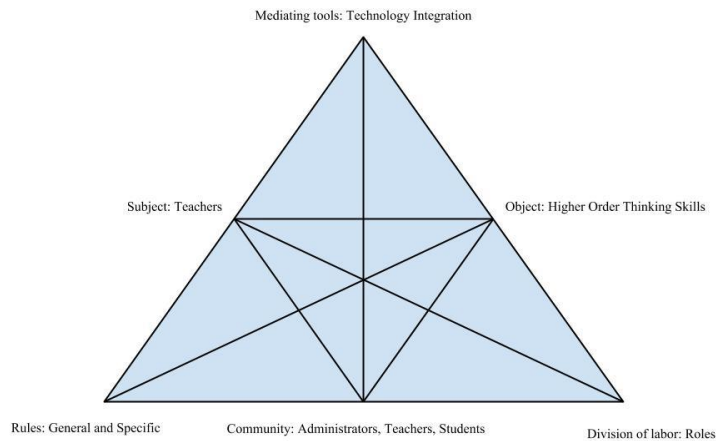 Mediating tools: Technology Integration
Subject: Teachers
Object: Higher Order Thinking Skills
Rules: General and Specific
Community: Administrators, Teachers, Students
Division of labor: Roles